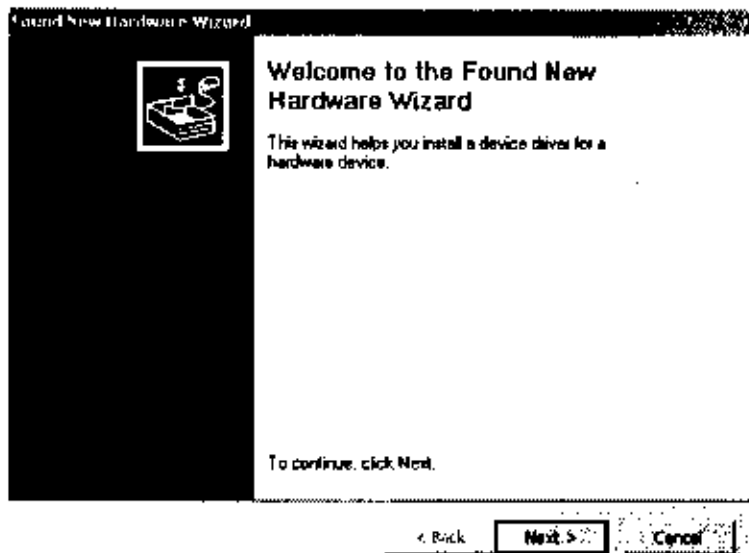 Found New Hardware Wizard
Welcome to the Found New
Hardware Wizard
This wizard helps you install a device driver for a
hardware device.
To continue, click Next.
< Back
Next >
Cancel